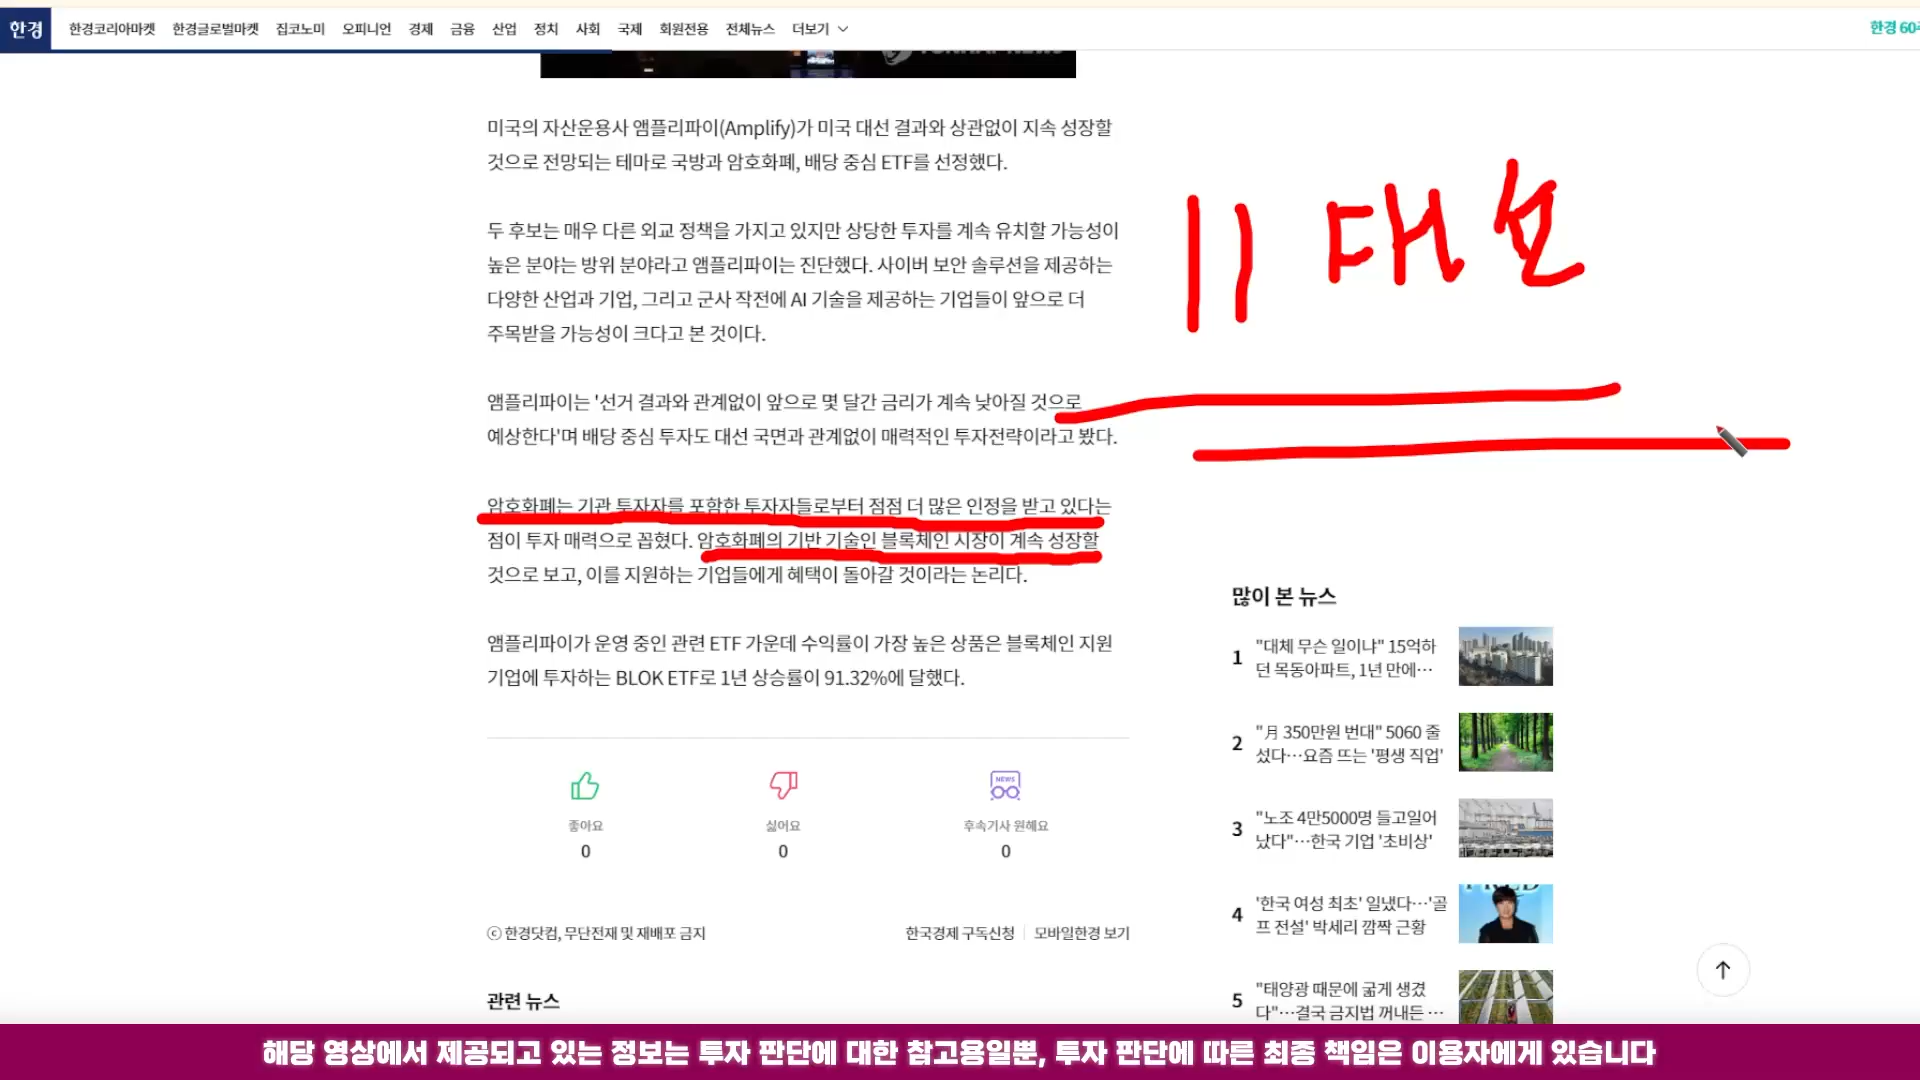 한경 한경코리아마켓 한경글로벌마켓 집코노미 오피니언 경제 금융 산업 정치 사회 국제 회원전용 전체뉴스 더보기
한경 60
미국의 자산운용사 앰플리파이(Amplify)가 미국 대선 결과와 상관없이 지속 성장할
것으로 전망되는 테마로 국방과 암호화폐, 배당 중심 ETF를 선정했다.
두 후보는 매우 다른 외교 정책을 가지고 있지만 상당한 투자를 계속 유치할 가능성이
높은 분야는 방위 분야라고 앰플리파이는 진단했다. 사이버 보안 솔루션을 제공하는
다양한 산업과 기업, 그리고 군사 작전에 AI 기술을 제공하는 기업들이 앞으로 더
주목받을 가능성이 크다고 본 것이다.
앰플리파이는 '선거 결과와 관계없이 앞으로 몇 달간 금리가 계속 낮아질 것으로
예상한다'며 배당 중심 투자도 대선 국면과 관계없이 매력적인 투자전략이라고 봤다.
암호화폐는 기관 투자자를 포함한 투자자들로부터 점점 더 많은 인정을 받고 있다는
점이 투자 매력으로 꼽혔다. 암호화폐의 기반 기술인 블록체인 시장이 계속 성장할
것으로 보고, 이를 지원하는 기업들에게 혜택이 돌아갈 것이라는 논리다.
앰플리파이가 운영 중인 관련 ETF 가운데 수익률이 가장 높은 상품은 블록체인 지원
기업에 투자하는 BLOK ETF로 1년 상승률이 91.32%에 달했다.
좋아요
0
싫어요
0
NEWS
후속기사 원해요
0
ⓒ 한경닷컴, 무단전재 및 재배포 금지
한국경제 구독신청 모바일한경 보기
관련 뉴스
11 대
많이 본 뉴스
1 "대체 무슨 일이냐" 15억하
던 목동아파트, 1년 만에…
2 "月 350만원 번대" 5060 줄
섰다…요즘 뜨는 '평생 직업'
3 "노조 4만5000명 들고일어
났다"…한국 기업 '초비상'
4 '한국 여성 최초' 일냈다…'골
프 전설' 박세리 깜짝 근황
5 "태양광 때문에 굶게 생겼
다"…결국 금지법 꺼내든 …
해당 영상에서 제공되고 있는 정보는 투자 판단에 대한 참고용일뿐, 투자 판단에 따른 최종 책임은 이용자에게 있습니다